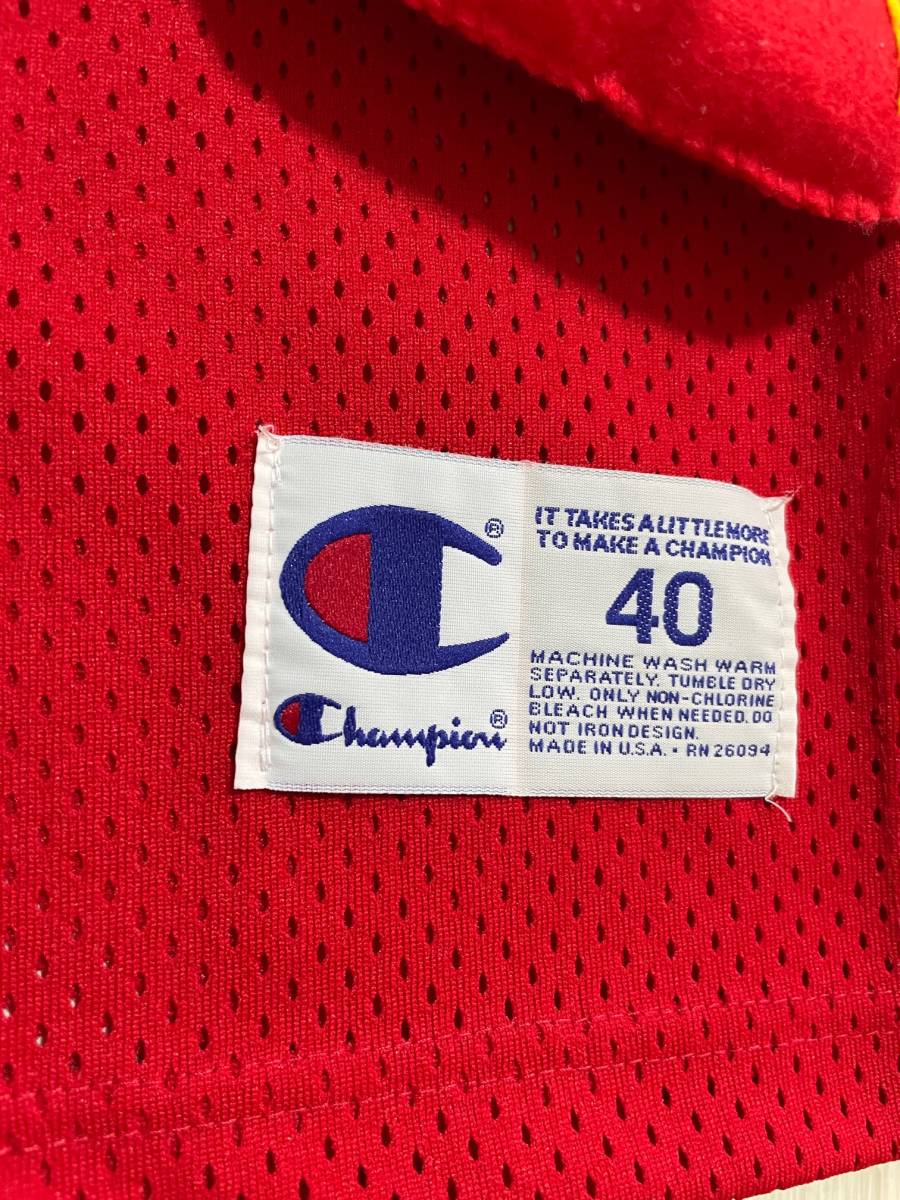 ®
Champion®
IT TAKES A LITTLE MORE
TO MAKE A CHAMPION
40
MACHINE WASH WARM
SEPARATELY. TUMBLE DRY
LOW. ONLY NON-CHLORINE
BLEACH WHEN NEEDED. DO
NOT IRON DESIGN.
MADE IN U.S.A. • RN 26094